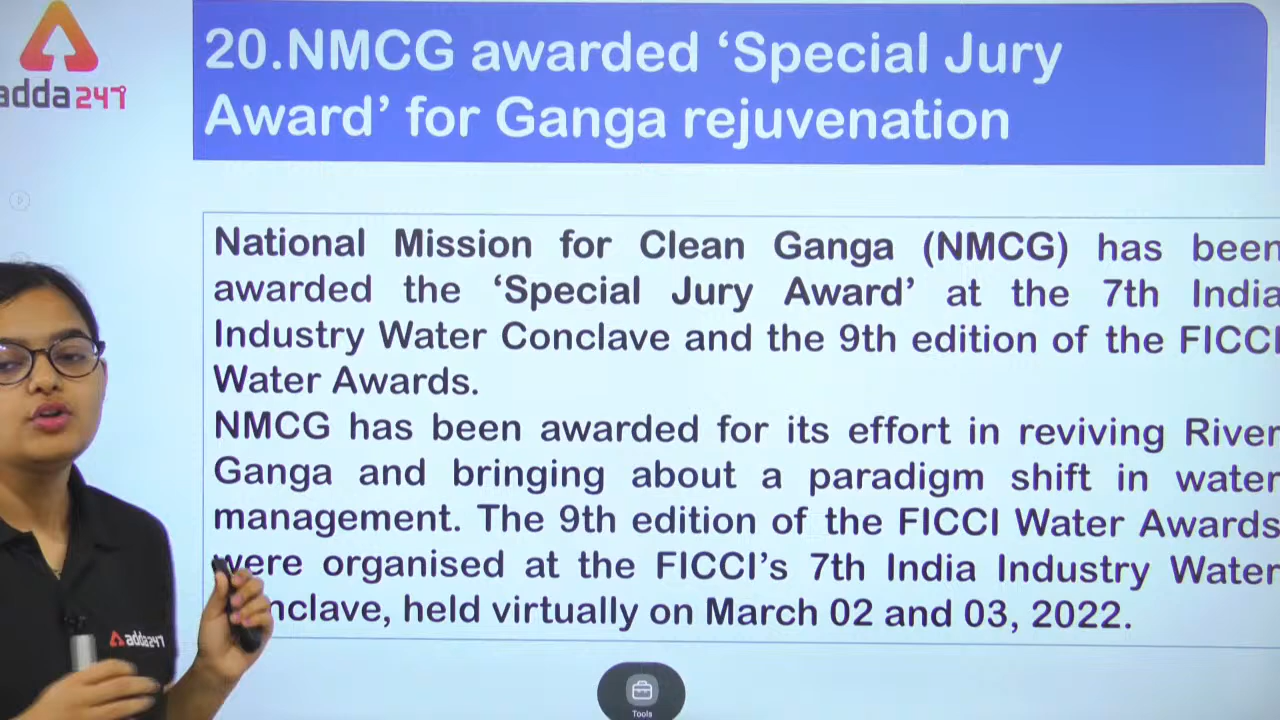 adda247
20.NMCG awarded ‘Special Jury
Award’ for Ganga rejuvenation
National Mission for Clean Ganga (NMCG) has been
awarded the ‘Special Jury Award’ at the 7th India
Industry Water Conclave and the 9th edition of the FICCI
Water Awards.
NMCG has been awarded for its effort in reviving River
Ganga and bringing about a paradigm shift in water
management. The 9th edition of the FICCI Water Awards
were organised at the FICCI’s 7th India Industry Water
nclave, held virtually on March 02 and 03, 2022.
adda247
Tools